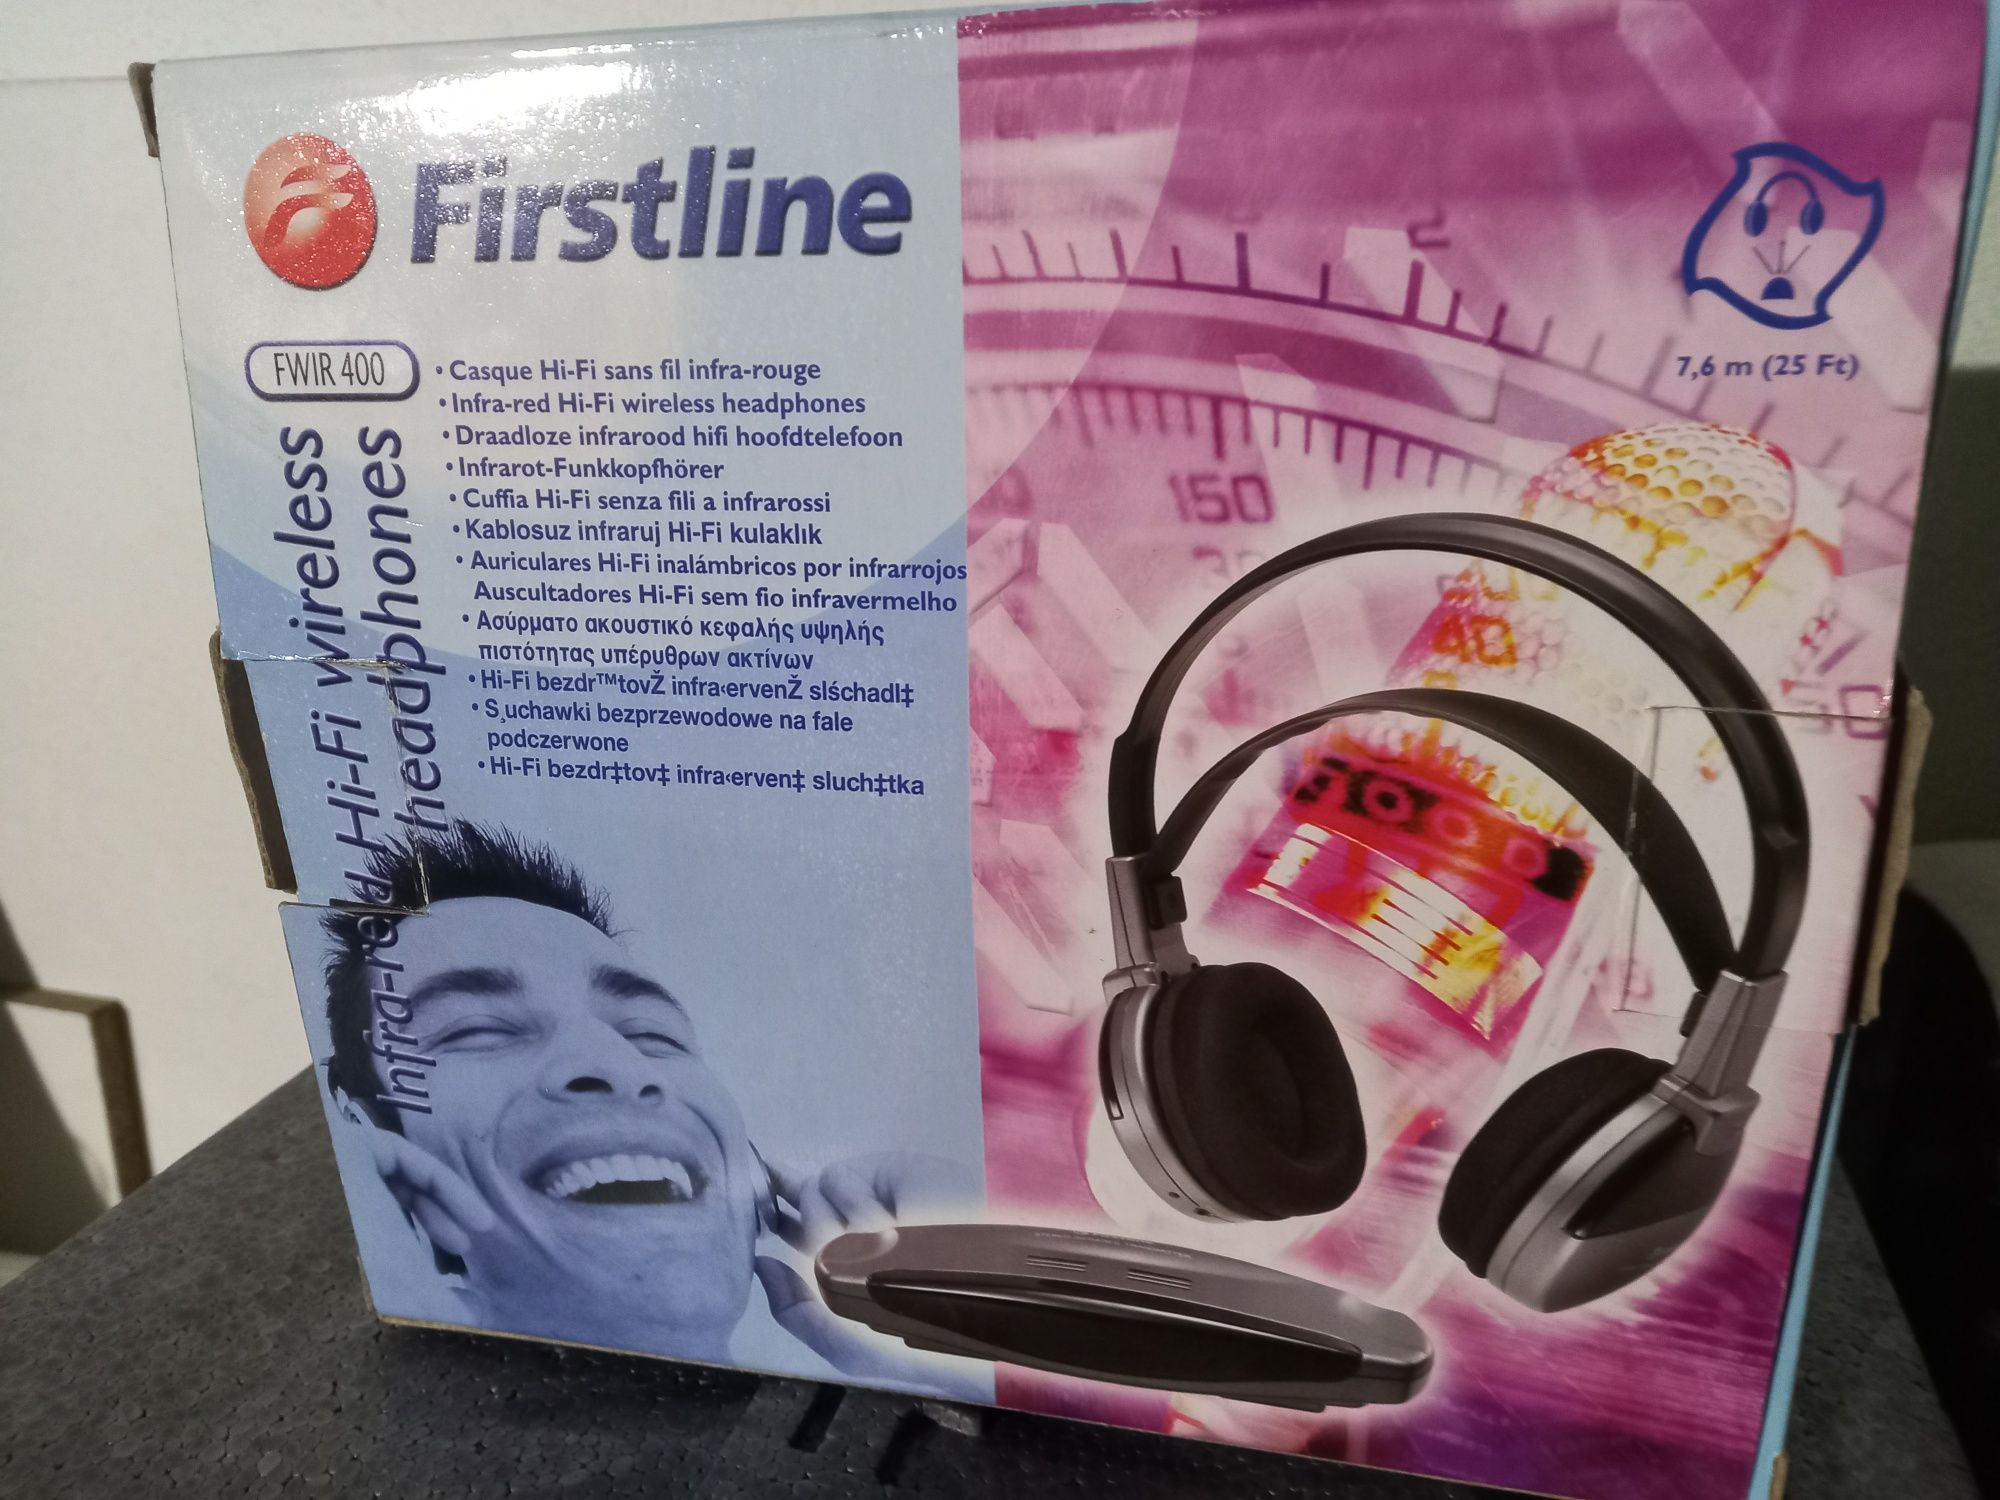 Firstline
FWIR 400
Infra-red Hi-Fi wireless
headphones
• Casque Hi-Fi sans fil infra-rouge
• Infra-red Hi-Fi wireless headphones
• Draadloze infrarood hifi hoofdtelefoon
• Infrarot-Funkkopfhörer
• Cuffia Hi-Fi senza fili a infrarossi
• Kablosuz infraruj Hi-Fi kulaklık
• Auriculares Hi-Fi inalámbricos por infrarrojos
Auscultadores Hi-Fi sem fio infravermelho
• Ασύρματο ακουστικό κεφαλής υψηλής
πιστότητας υπέρυθρων ακτίνων
• Hi-Fi bezdr™tovŽ infra‹ervenŽ slśchadl‡
• S¸uchawki bezprzewodowe na fale
podczerwone
• Hi-Fi bezdr‡tov‡ infra‹erven‡ sluch‡tka
7,6 m (25 Ft)
150
40